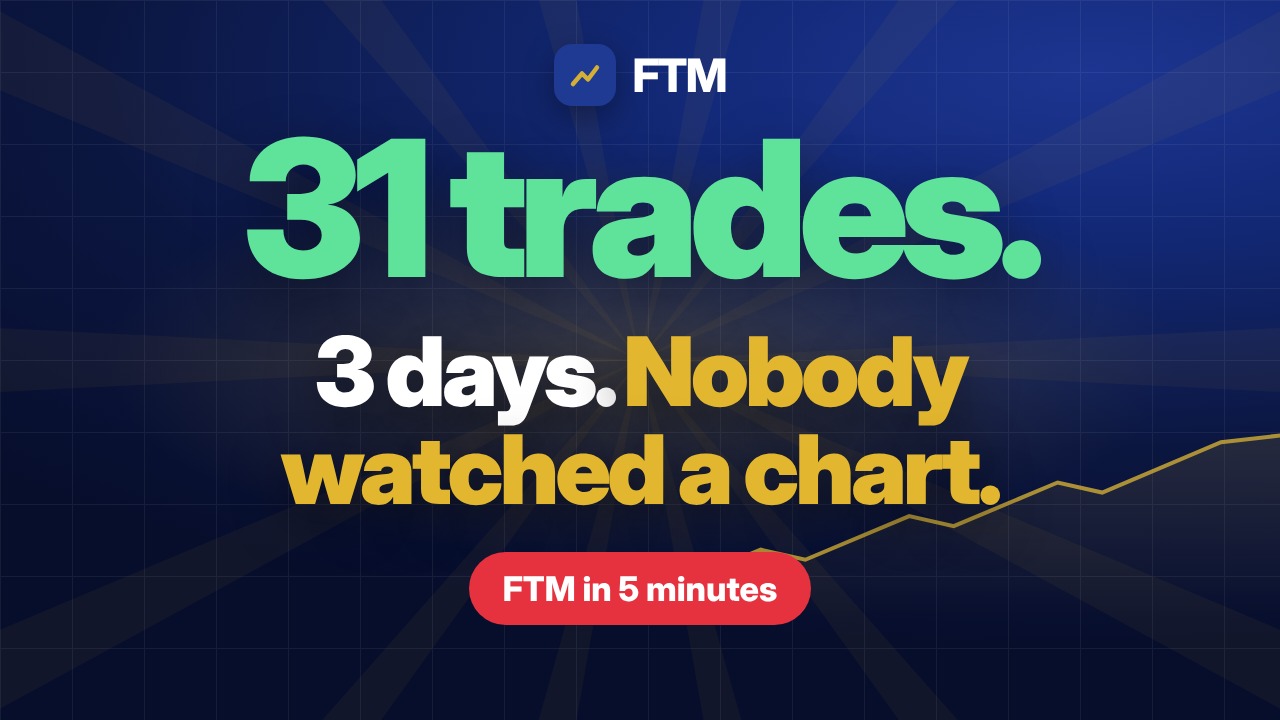 FTM
31 trades.
3 days. Nobody
watched a chart.
FTM in 5 minutes